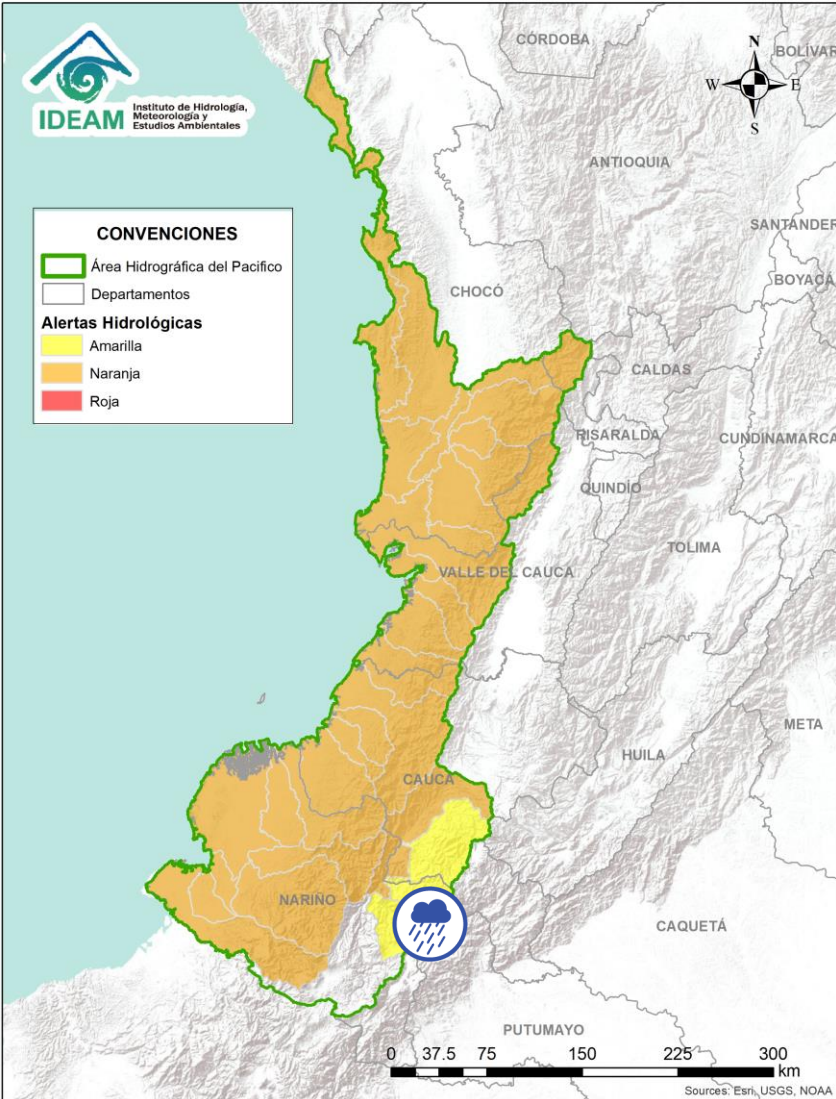 IDEAM
Instituto de Hidrología,
Meteorología y
Estudios Ambientales
N
W
E
S
CÓRDOBA
BOLÍVAR
ANTIOQUIA
SANTANDER
BOYACÁ
CHOCÓ
CONVENCIONES
Área Hidrográfica del Pacifico
Departamentos
Alertas Hidrológicas
Amarilla
Naranja
Roja
CALDAS
RISARALDA
CUNDINAMARCA
QUINDÍO
TOLIMA
VALLE DEL CAUCA
META
HUILA
CAUCA
NARIÑO
CAQUETÁ
PUTUMAYO
0 37.5 75 150 225 300
km
Sources: Esri, USGS, NOAA